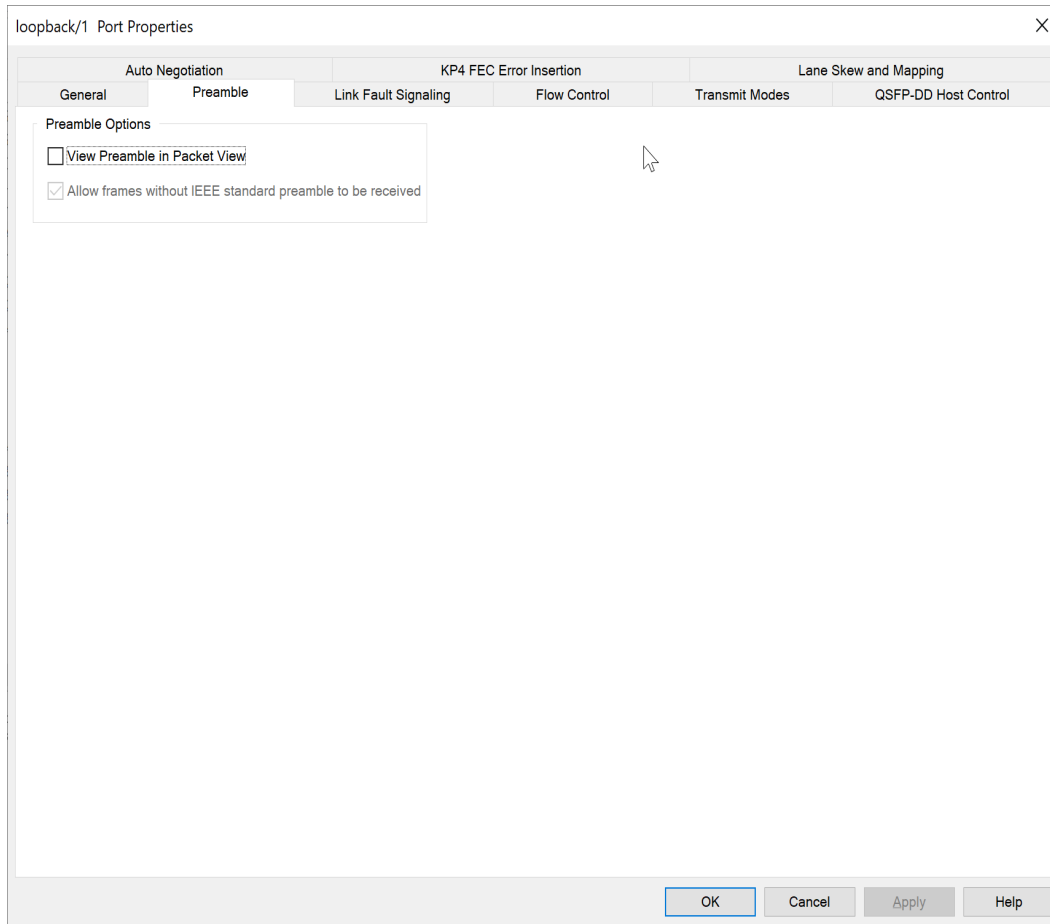 loopback/1 Port Properties
Auto Negotiation KP4 FEC Error Insertion Lane Skew and Mapping
General Preamble Link Fault Signaling Flow Control Transmit Modes QSFP-DD Host Control
Preamble Options
View Preamble in Packet View
Allow frames without IEEE standard preamble to be received
OK Cancel Apply Help